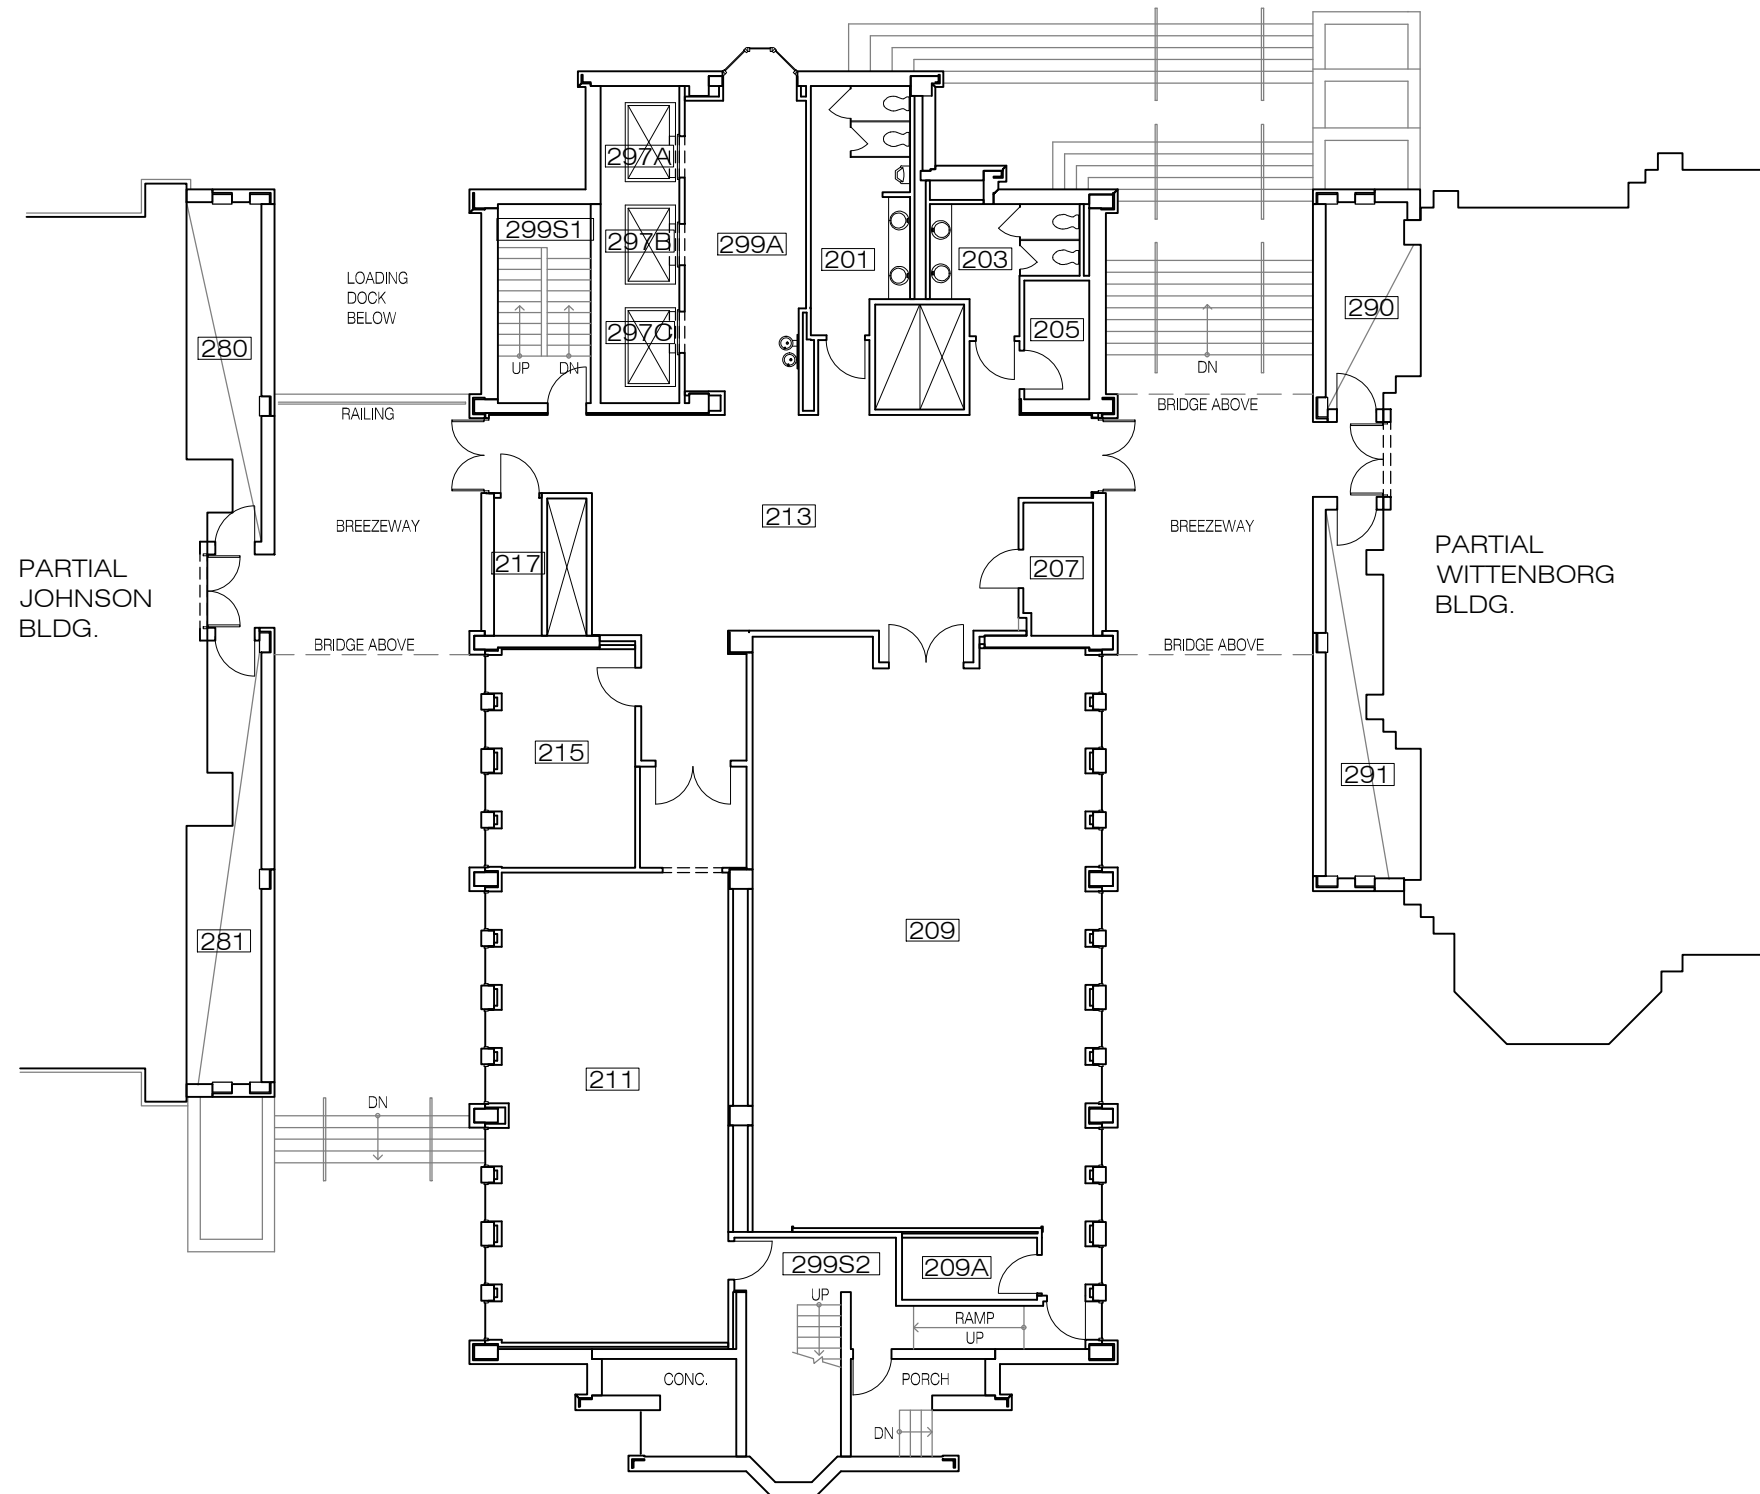 297A
299S1
297B
299A
201
203
LOADING
DOCK
BELOW
290
297C
205
280
UP
DN
DN
RAILING
BRIDGE ABOVE
213
BREEZEWAY
BREEZEWAY
217
207
PARTIAL
JOHNSON
BLDG.
PARTIAL
WITTENBORG
BLDG.
BRIDGE ABOVE
BRIDGE ABOVE
215
291
209
281
211
DN
299S2
209A
UP
RAMP
UP
CONC.
PORCH
DN